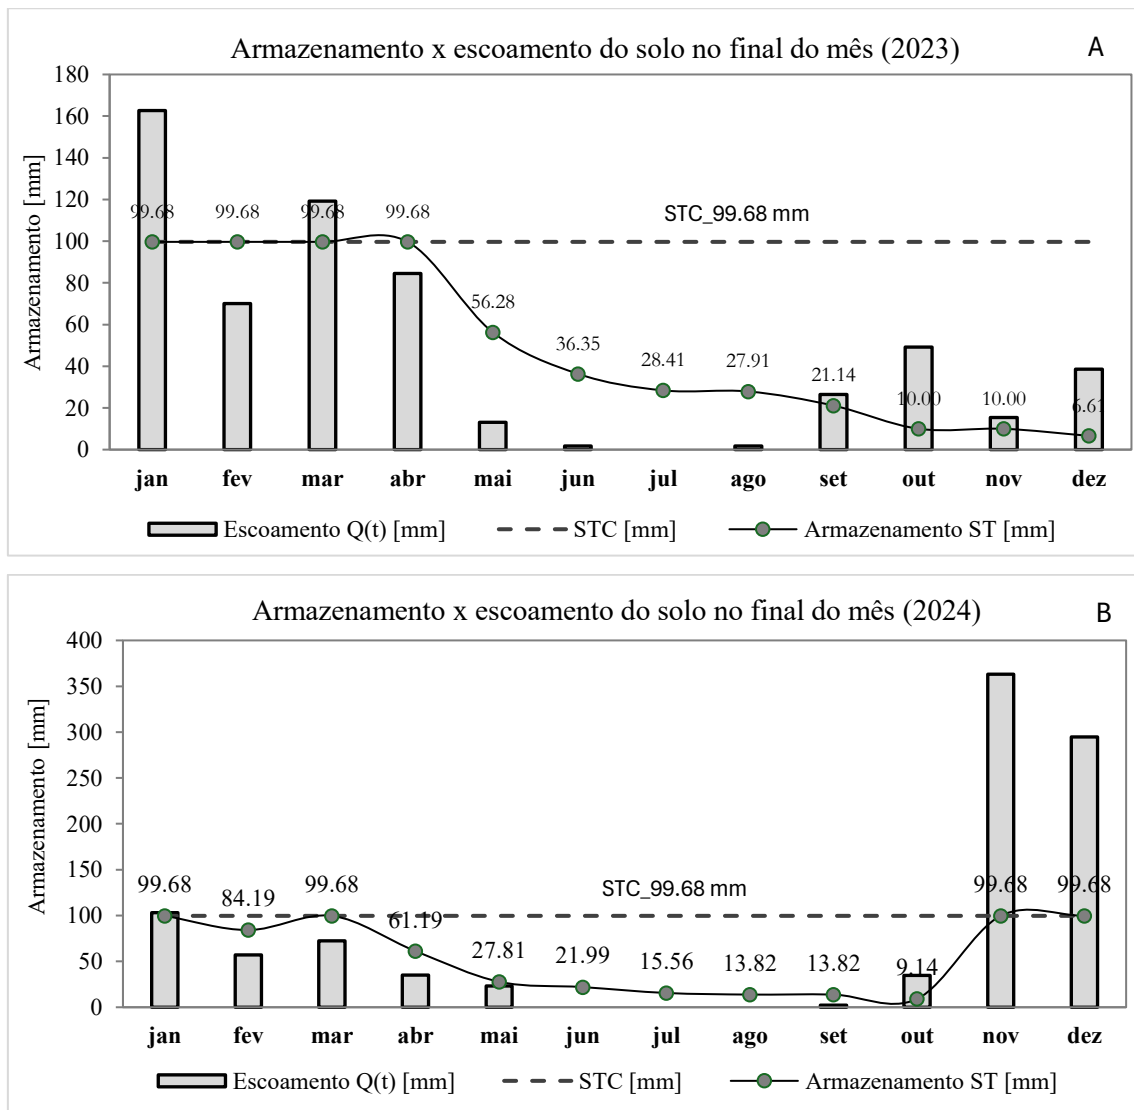 Armazenamento x escoamento do solo no final do mês (2023)
A
Armazenamento [mm]
180
160
140
120
100
80
60
40
20
0
STC_99.68 mm
99.68 99.68 99.68 99.68 56.28 36.35 28.41 27.91 21.14 10.00 10.00 6.61
jan fev mar abr mai jun jul ago set out nov dez
Escoamento Q(t) [mm] STC [mm] Armazenamento ST [mm]
Armazenamento x escoamento do solo no final do mês (2024)
B
Armazenamento [mm]
400
350
300
250
200
150
100
50
0
STC_99.68 mm
99.68 84.19 99.68 61.19 27.81 21.99 15.56 13.82 13.82 9.14 99.68 99.68
jan fev mar abr mai jun jul ago set out nov dez
Escoamento Q(t) [mm] STC [mm] Armazenamento ST [mm]